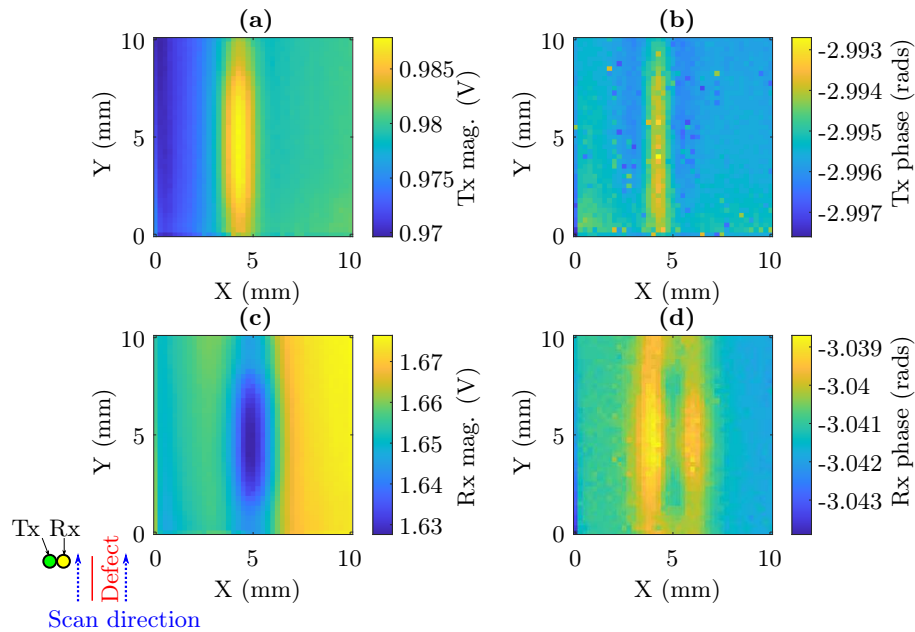 (a)
10
5
0
Y (mm)
0 5 10
X (mm)
0.985
0.98
0.975
0.97
Tx mag. (V)
(b)
10
5
0
Y (mm)
0 5 10
X (mm)
-2.993
-2.994
-2.995
-2.996
-2.997
Tx phase (rads)
(c)
10
5
0
Y (mm)
0 5 10
X (mm)
1.67
1.66
1.65
1.64
1.63
Rx mag. (V)
(d)
10
5
0
Y (mm)
0 5 10
X (mm)
-3.039
-3.04
-3.041
-3.042
-3.043
Rx phase (rads)
Tx Rx
Defect
Scan direction